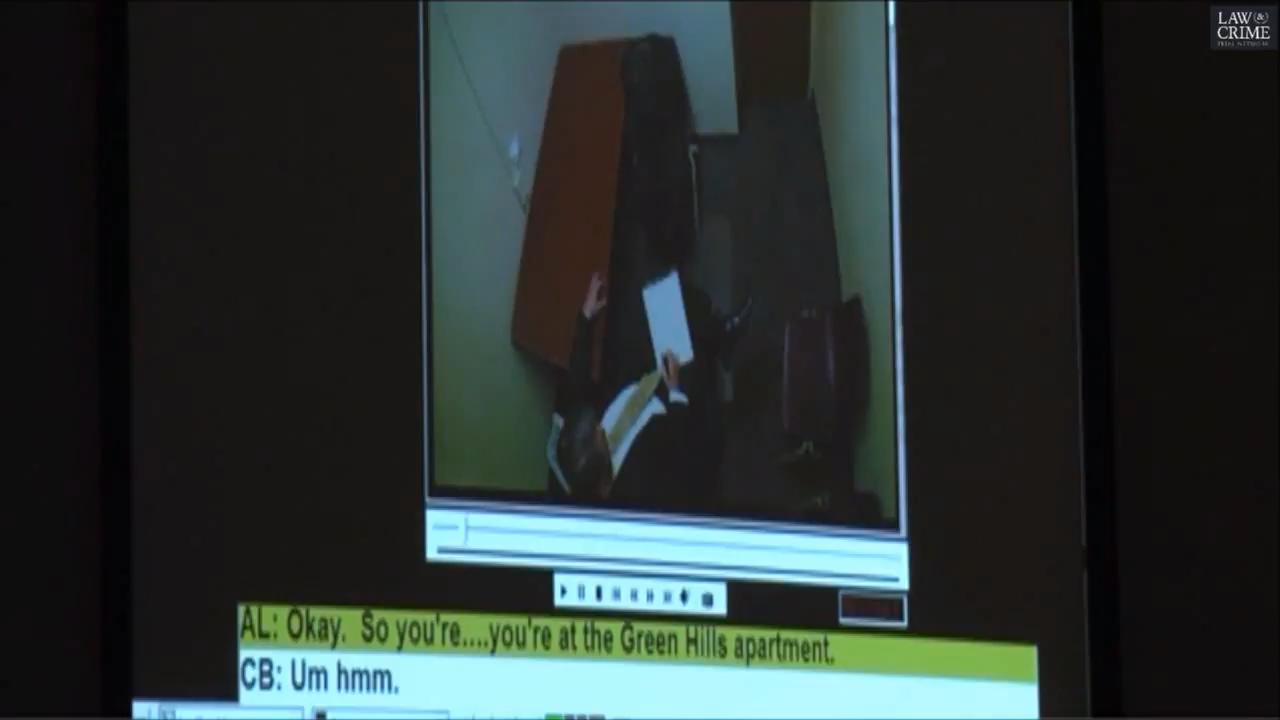 LAW &
CRIME
AL: Okay.  So you're....you're at the Green Hills apartment.
CB: Um hmm.